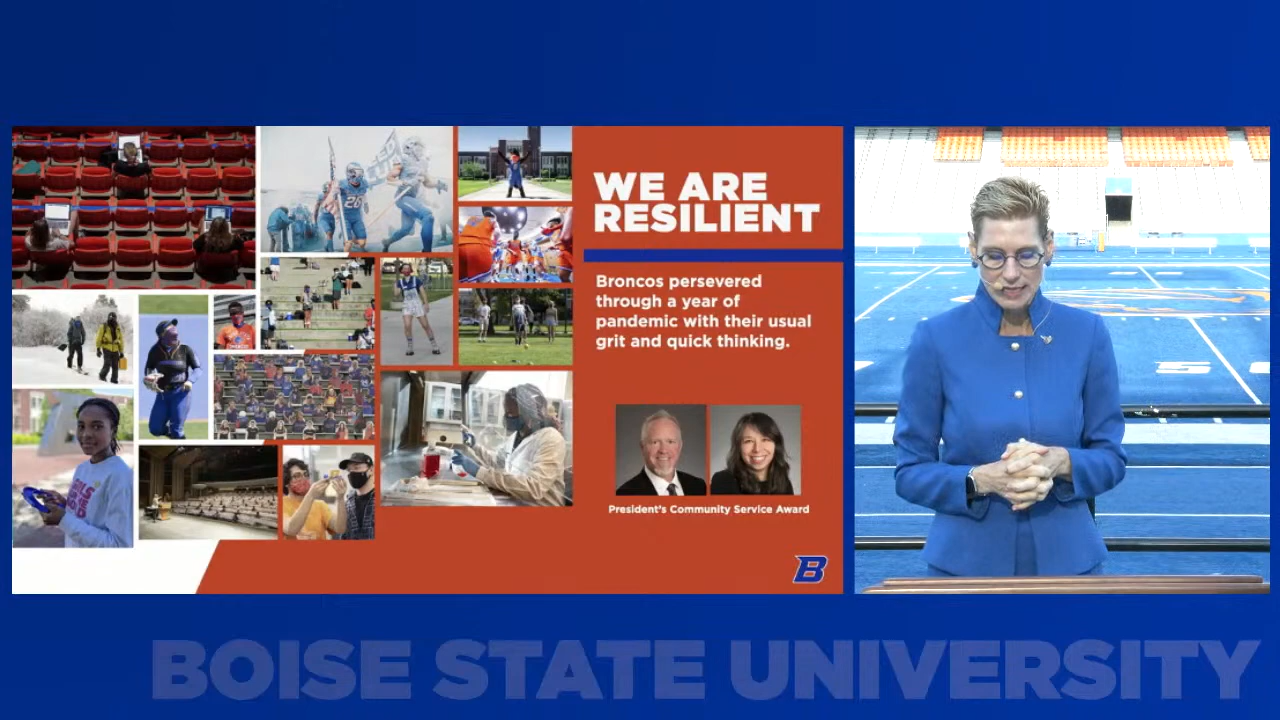 WE ARE
RESILIENT
Broncos persevered
through a year of
pandemic with their usual
grit and quick thinking.
President's Community Service Award
B
BOISE STATE UNIVERSITY